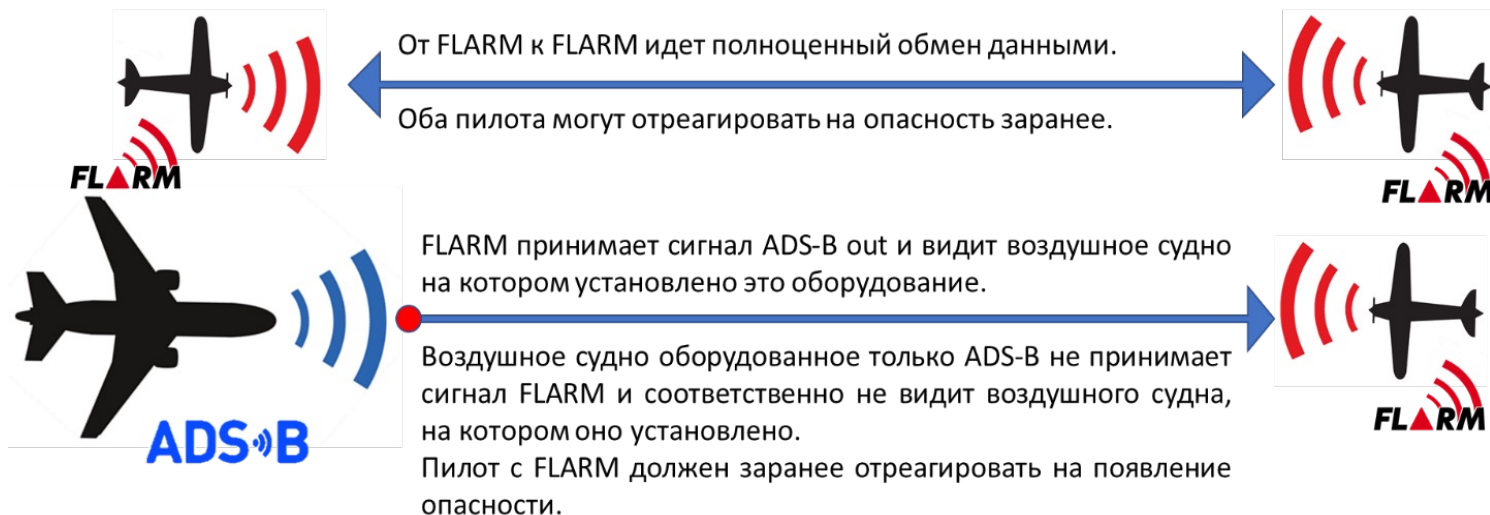 От FLARM к FLARM идет полноценный обмен данными.
Оба пилота могут отреагировать на опасность заранее.
FLARM
FLARM
FLARM принимает сигнал ADS-B out и видит воздушное судно
на котором установлено это оборудование.
Воздушное судно оборудованное только ADS-B не принимает
сигнал FLARM и соответственно не видит воздушного судна,
на котором оно установлено.
Пилот с FLARM должен заранее отреагировать на появление
опасности.
ADS-B
FLARM